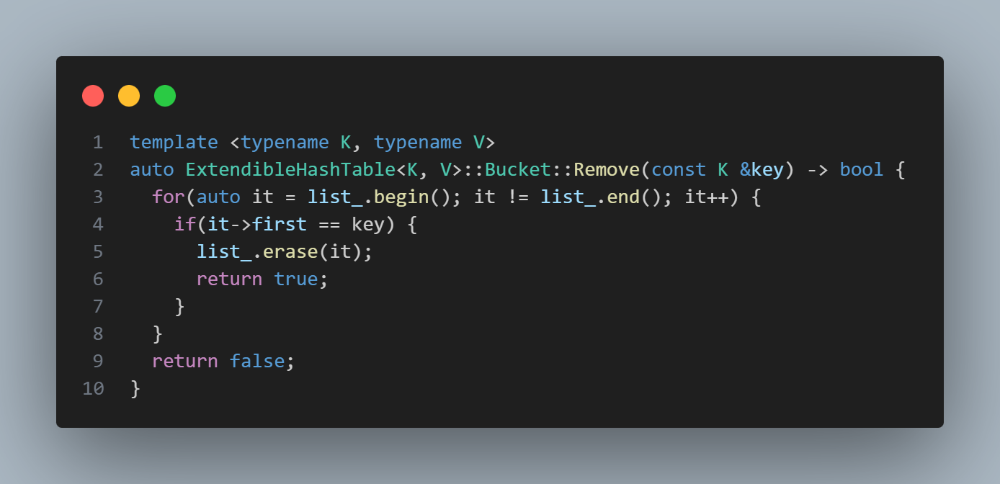 1 template <typename K, typename V>
2 auto ExtendibleHashTable<K, V>::Bucket::Remove(const K &key) -> bool {
3   for(auto it = list_.begin(); it != list_.end(); it++) {
4     if(it->first == key) {
5       list_.erase(it);
6       return true;
7     }
8   }
9   return false;
10 }